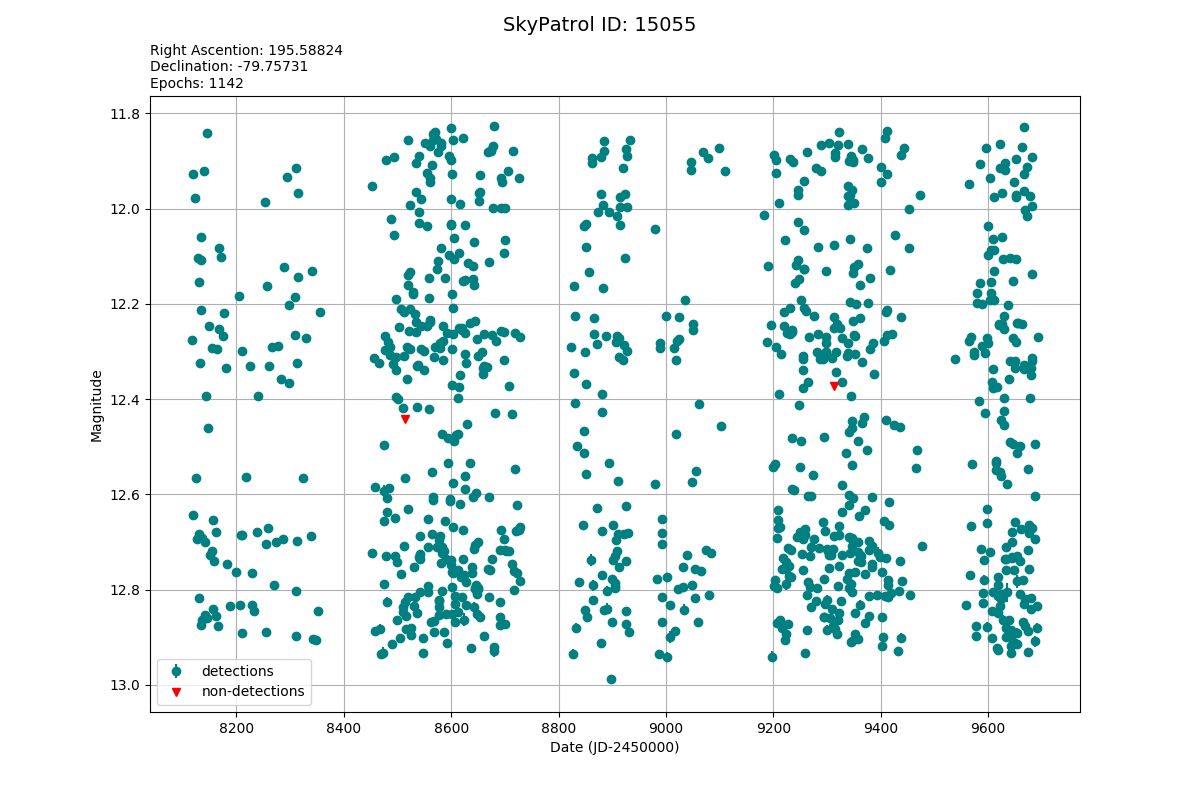 SkyPatrol ID: 15055
Right Ascention: 195.58824
Declination: -79.75731
Epochs: 1142
11.8
12.0
12.2
12.4
12.6
12.8
13.0
Magnitude
detections
non-detections
8200 8400 8600 8800 9000 9200 9400 9600
Date (JD-2450000)